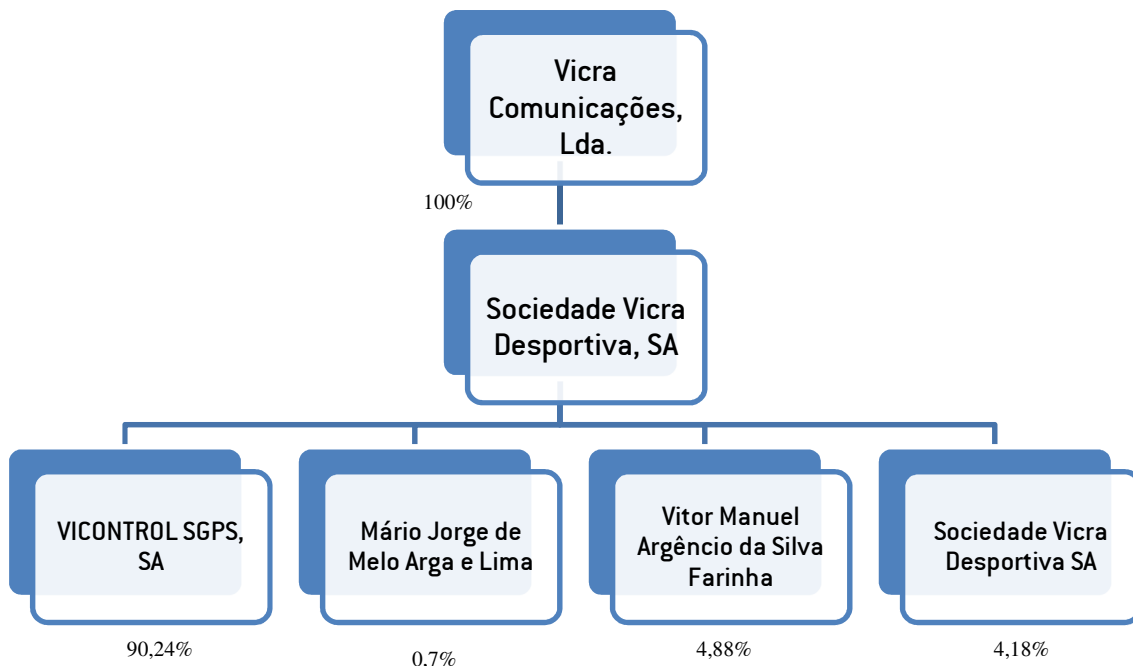 Vicra
Comunicações,
Lda.
100%
Sociedade Vicra
Desportiva, SA
VICONTROL SGPS,
SA
Mário Jorge de
Melo Arga e Lima
Vitor Manuel
Argêncio da Silva
Farinha
Sociedade Vicra
Desportiva SA
90,24%
0,7%
4,88%
4,18%